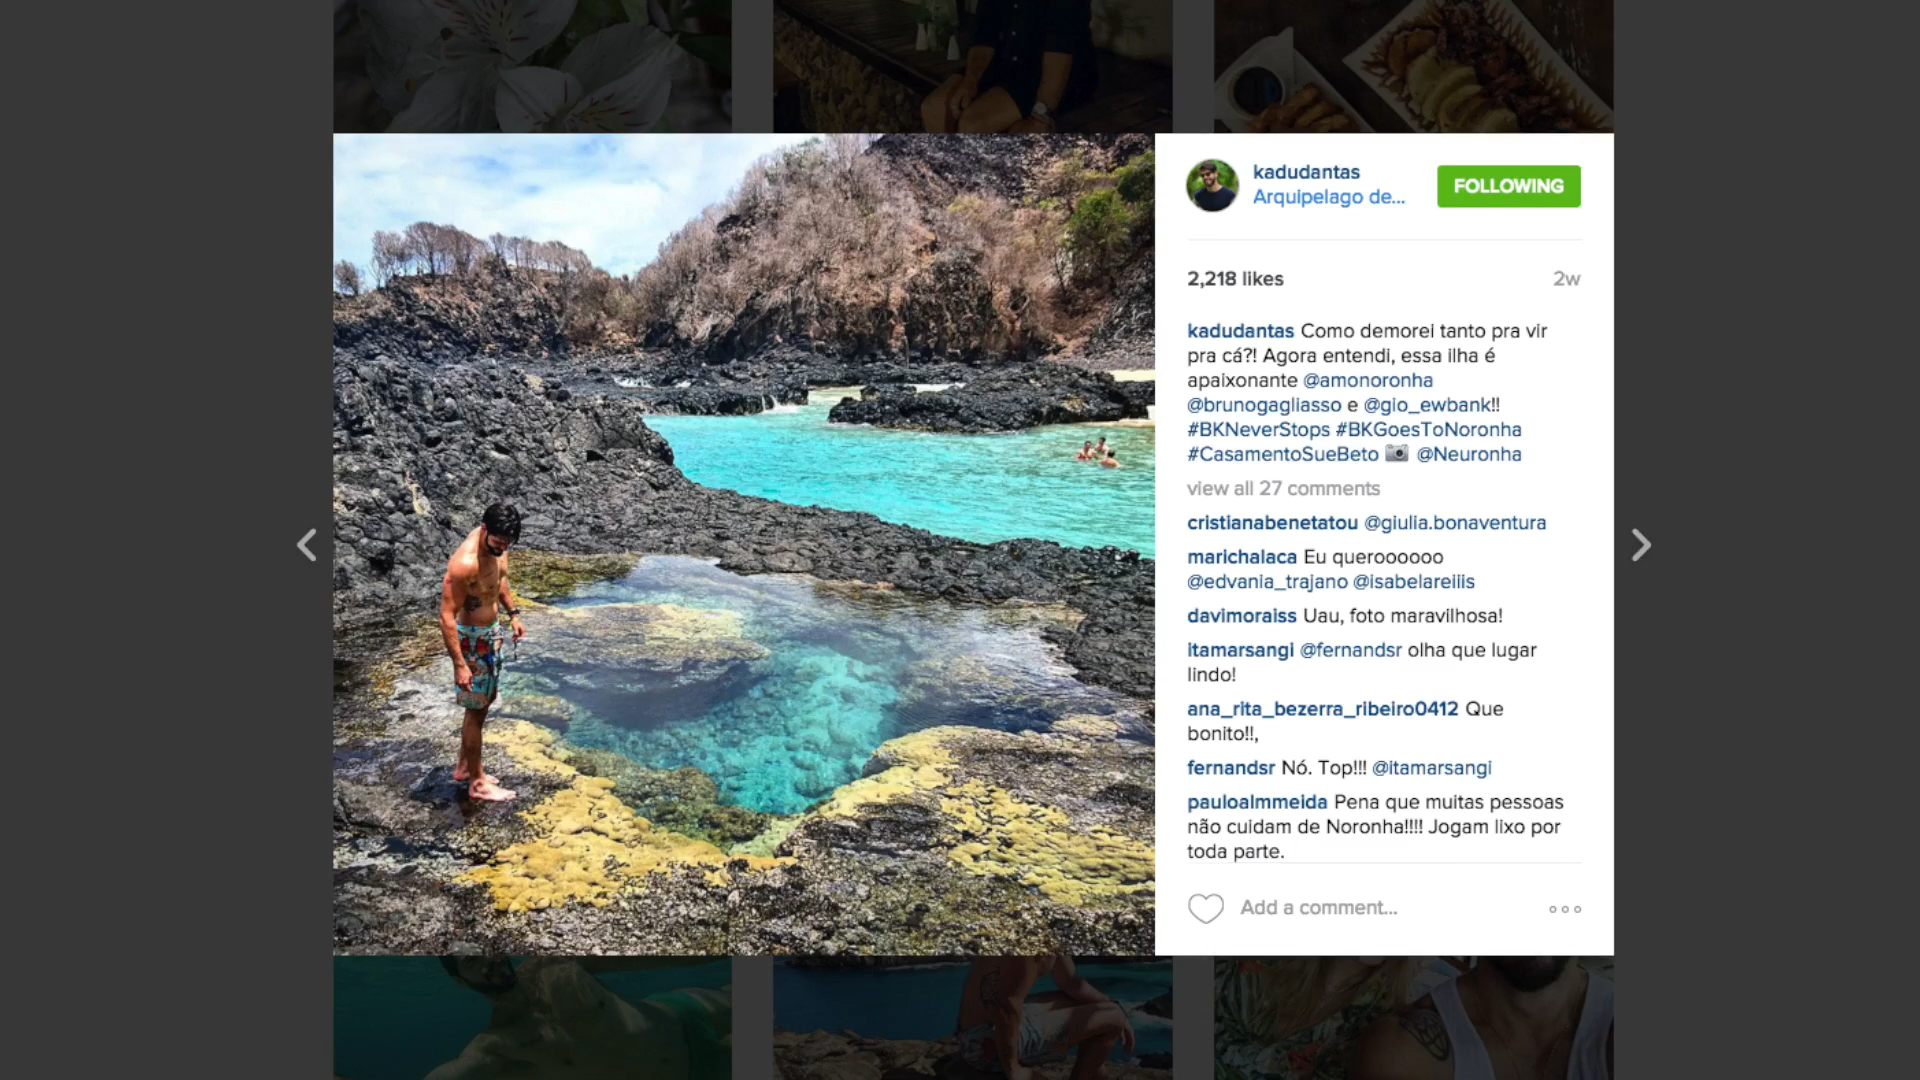 kadudantas
Arquipelago de...
FOLLOWING
2,218 likes
2w
kadudantas Como demorei tanto pra vir
pra cá?! Agora entendi, essa ilha é
apaixonante @amonoronha
@brunogagliasso e @gio_ewbank!!
#BKNeverStops #BKGoesToNoronha
#CasamentoSueBeto 📷 @Neuronha
view all 27 comments
cristianabenetatou @giulia.bonaventura
marichalaca Eu queroooooo
@edvania_trajano @isabelareiiis
davimoraiss Uau, foto maravilhosa!
itamarsangi @fernandsr olha que lugar
lindo!
ana_rita_bezerra_ribeiro0412 Que
bonito!!,
fernandsr Nó. Top!!! @itamarsangi
pauloalmmeida Pena que muitas pessoas
não cuidam de Noronha!!!! Jogam lixo por
toda parte.
Add a comment...